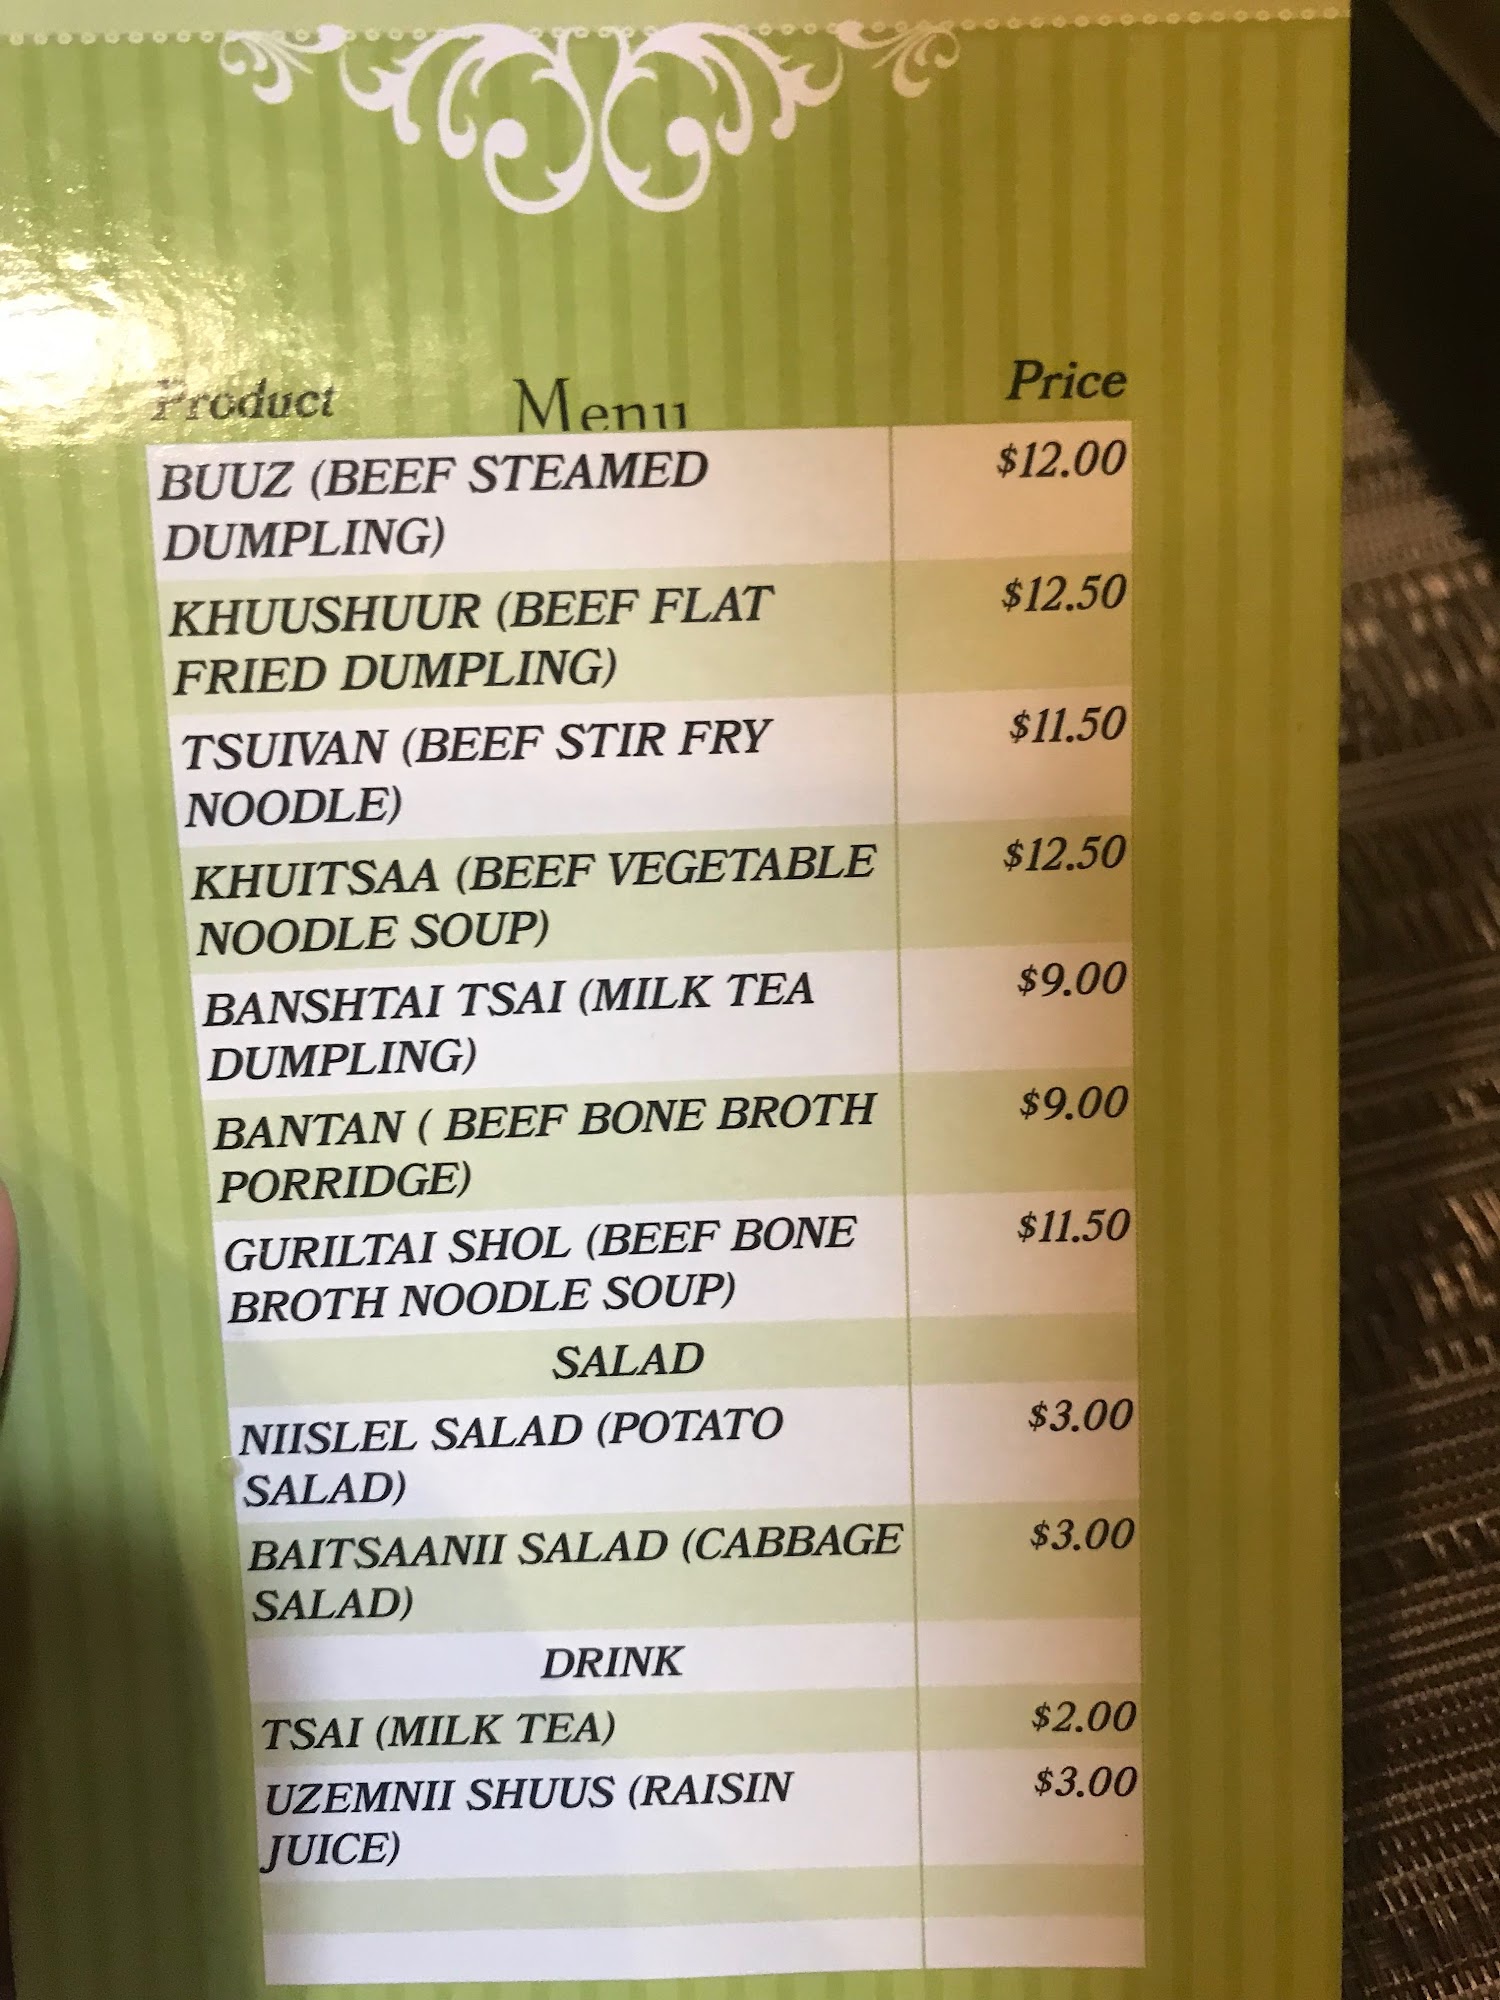 Product Menu Price
BUUZ (BEEF STEAMED $12.00
DUMPLING)
KHUUSHUUR (BEEF FLAT $12.50
FRIED DUMPLING)
TSUIVAN (BEEF STIR FRY $11.50
NOODLE)
KHUITSAA (BEEF VEGETABLE $12.50
NOODLE SOUP)
BANSHTAI TSAI (MILK TEA $9.00
DUMPLING)
BANTAN ( BEEF BONE BROTH $9.00
PORRIDGE)
GURILTAI SHOL (BEEF BONE $11.50
BROTH NOODLE SOUP)
SALAD
NIISLEL SALAD (POTATO $3.00
SALAD)
BAITSAANII SALAD (CABBAGE $3.00
SALAD)
DRINK
TSAI (MILK TEA) $2.00
UZEMNII SHUUS (RAISIN $3.00
JUICE)